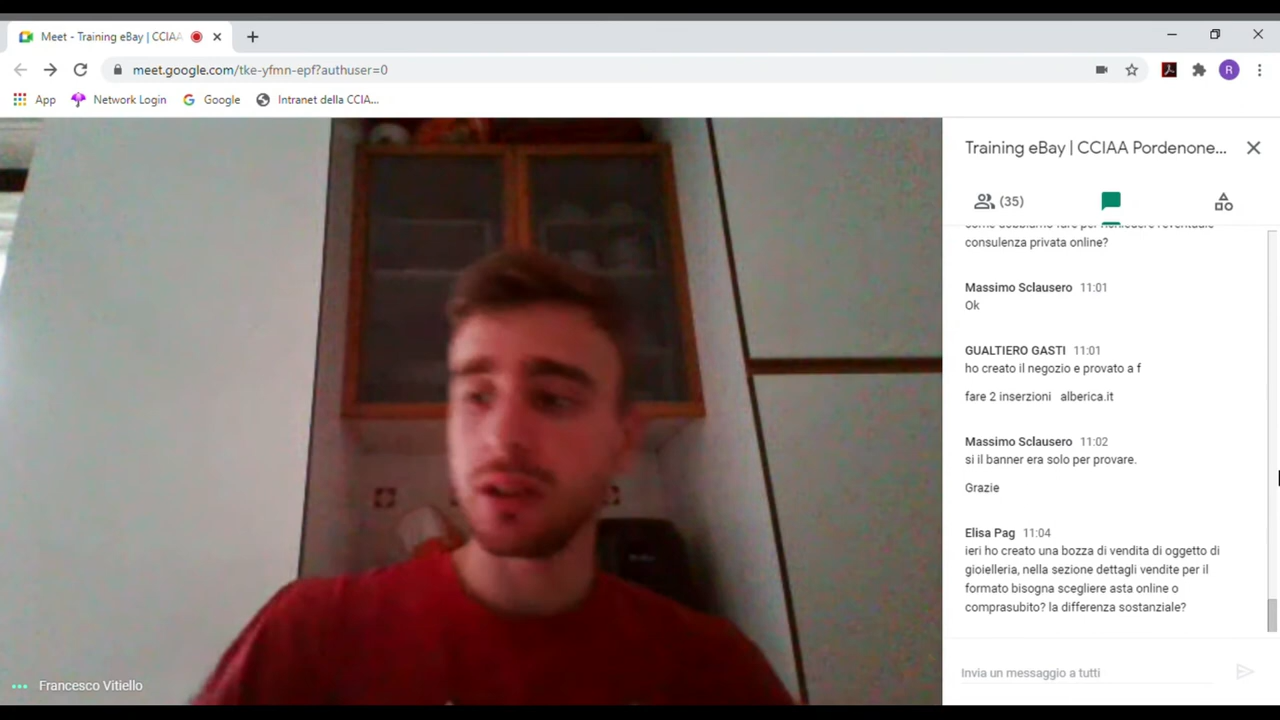 Meet - Training eBay | CCIAA
meet.google.com/tke-yfmn-epf?authuser=0
R
App
Network Login
Google
Intranet della CCIA...
Training eBay | CCIAA Pordenone...
(35)
consulenza privata online?
Massimo Sclausero 11:01
Ok
GUALTIERO GASTI 11:01
ho creato il negozio e provato a f
fare 2 inserzioni alberica.it
Massimo Sclausero 11:02
si il banner era solo per provare.
Grazie
Elisa Pag 11:04
ieri ho creato una bozza di vendita di oggetto di
gioielleria, nella sezione dettagli vendite per il
formato bisogna scegliere asta online o
comprasubito? la differenza sostanziale?
Invia un messaggio a tutti
Francesco Vitiello